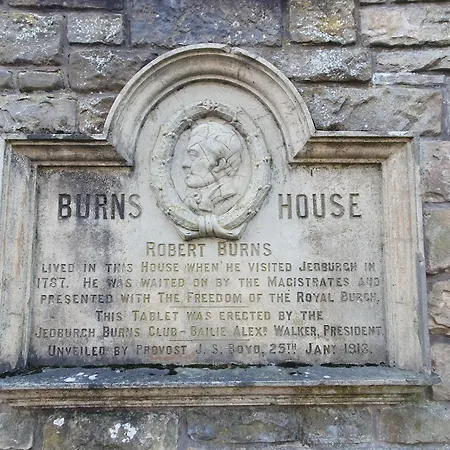 BURNS HOUSE
ROBERT BURNS
LIVED IN THIS HOUSE WHEN HE VISITED JEDBURGH IN
1787. HE WAS WAITED ON BY THE MAGISTRATES AND
PRESENTED WITH THE FREEDOM OF THE ROYAL BURGH,
THIS TABLET WAS ERECTED BY THE
JEDBURGH BURNS CLUB - BAILIE ALEXR WALKER, PRESIDENT.
UNVEILED BY PROVOST J. S. BOYD, 25TH JANY 1913.